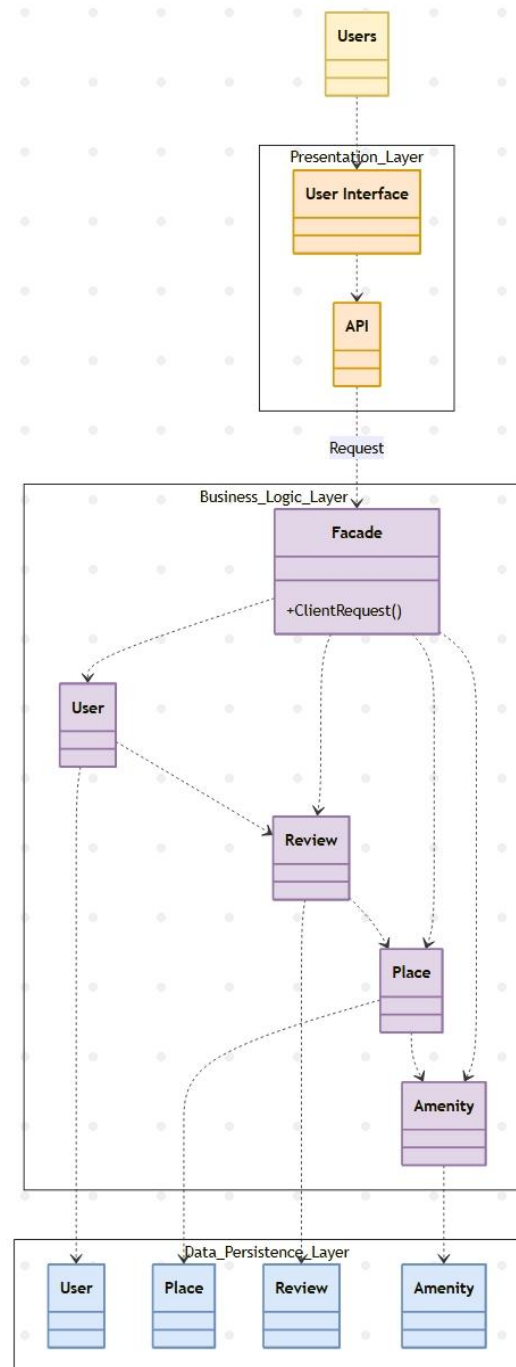 Users
Presentation_Layer
User Interface
API
Request
Business_Logic_Layer
Facade
+ClientRequest()
User
Review
Place
Amenity
Data_Persistence_Layer
User
Place
Review
Amenity